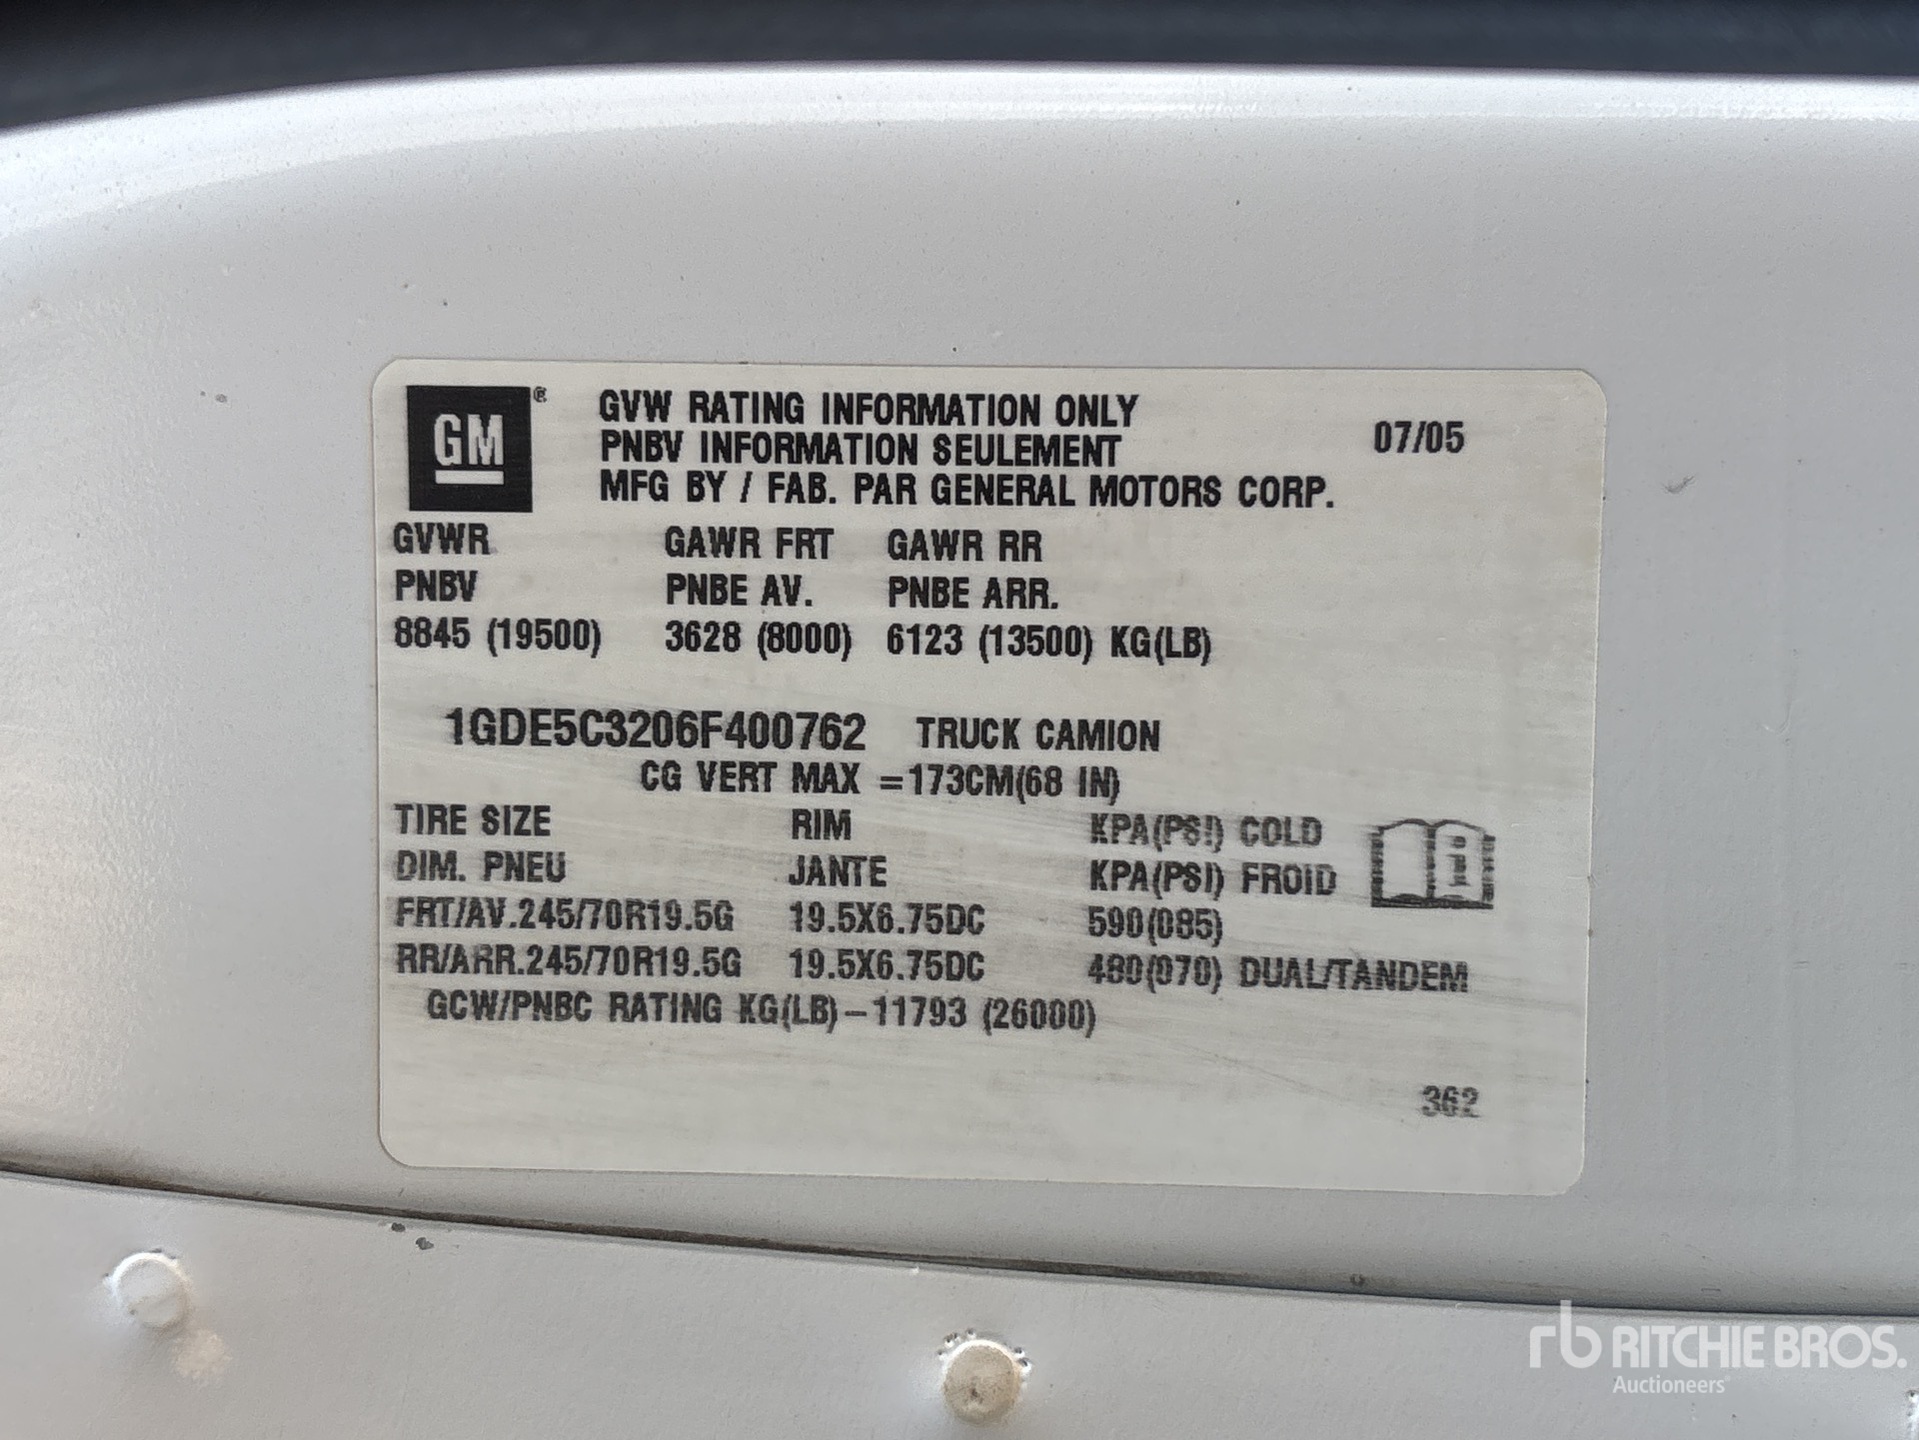 GM®
GVW RATING INFORMATION ONLY
PNBV INFORMATION SEULEMENT
MFG BY / FAB. PAR GENERAL MOTORS CORP.
07/05
GVWR GAWR FRT GAWR RR
PNBV PNBE AV. PNBE ARR.
8845 (19500) 3628 (8000) 6123 (13500) KG(LB)
1GDE5C3206F400762 TRUCK CAMION
CG VERT MAX =173CM(68 IN)
TIRE SIZE RIM KPA(PSI) COLD
DIM. PNEU JANTE KPA(PSI) FROID
FRT/AV.245/70R19.5G 19.5X6.75DC 590(085)
RR/ARR.245/70R19.5G 19.5X6.75DC 480(070) DUAL/TANDEM
GCW/PNBC RATING KG(LB)–11793 (26000)
362
rb RITCHIE BROS.
Auctioneers